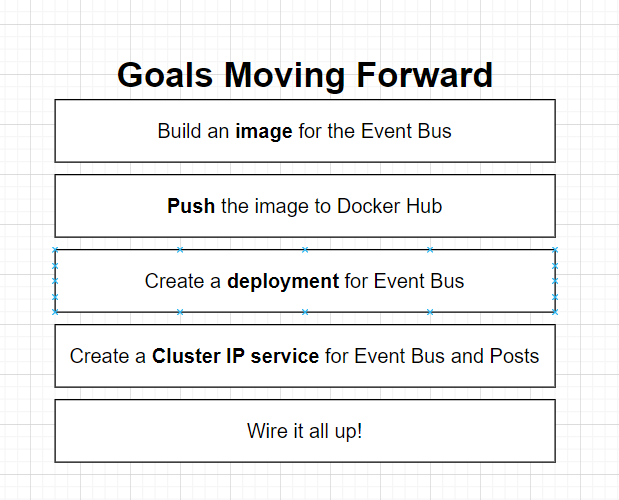 Goals Moving Forward
Build an image for the Event Bus
Push the image to Docker Hub
Create a deployment for Event Bus
Create a Cluster IP service for Event Bus and Posts
Wire it all up!